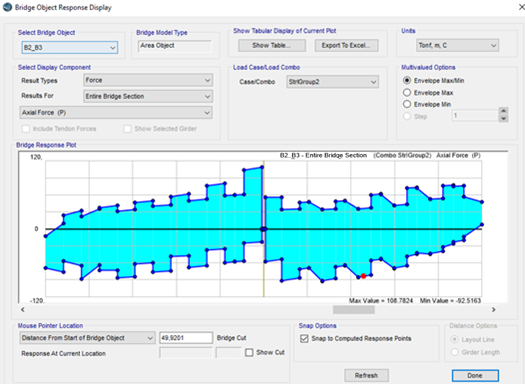 Bridge Object Response Display
Select Bridge Object
B2_B3
Bridge Model Type
Area Object
Show Tabular Display of Current Plot
Show Table...
Export To Excel...
Units
Tonf, m, C
Select Display Component
Result Types
Force
Results For
Entire Bridge Section
Axial Force (P)
Include Tendon Forces
Show Selected Girder
Load Case/Load Combo
Case/Combo
StrlGroup2
Multivalued Options
Envelope Max/Min
Envelope Max
Envelope Min
Step
1
Bridge Response Plot
120.
B2_B3 - Entire Bridge Section (Combo StrlGroup2) Axial Force (P)
0
-120.
Max Value = 108.7824 Min Value = -92.5163
Mouse Pointer Location
Distance From Start of Bridge Object
49,9201
Bridge Cut
Response At Current Location
Show Cut
Snap Options
Snap to Computed Response Points
Distance Options
Layout Line
Girder Length
Refresh
Done